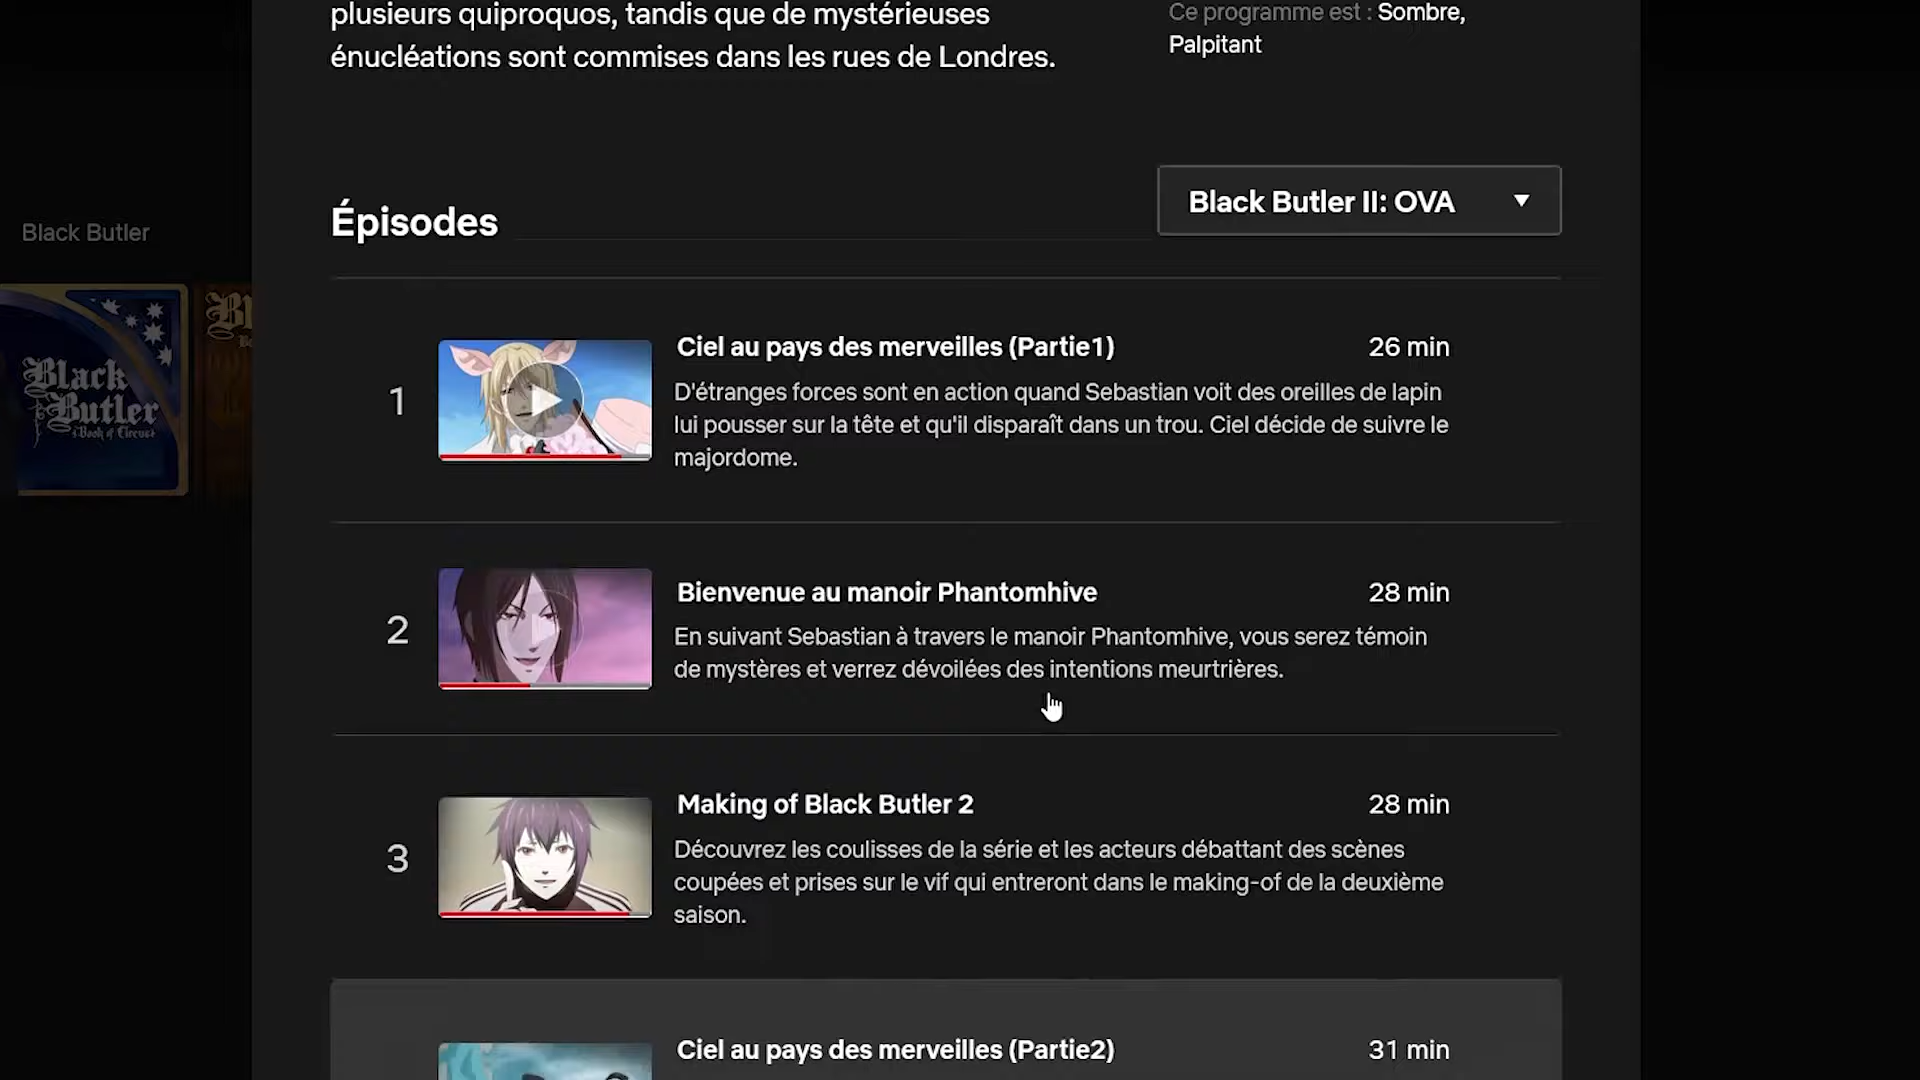 plusieurs quiproquos, tandis que de mystérieuses
énucléations sont commises dans les rues de Londres.
Ce programme est : Sombre,
Palpitant
Épisodes
Black Butler II: OVA
Black Butler
Black
Butler
Book of Circus
1
Ciel au pays des merveilles (Partie1)
26 min
D'étranges forces sont en action quand Sebastian voit des oreilles de lapin
lui pousser sur la tête et qu'il disparaît dans un trou. Ciel décide de suivre le
majordome.
2
Bienvenue au manoir Phantomhive
28 min
En suivant Sebastian à travers le manoir Phantomhive, vous serez témoin
de mystères et verrez dévoilées des intentions meurtrières.
3
Making of Black Butler 2
28 min
Découvrez les coulisses de la série et les acteurs débattant des scènes
coupées et prises sur le vif qui entreront dans le making-of de la deuxième
saison.
Ciel au pays des merveilles (Partie2)
31 min